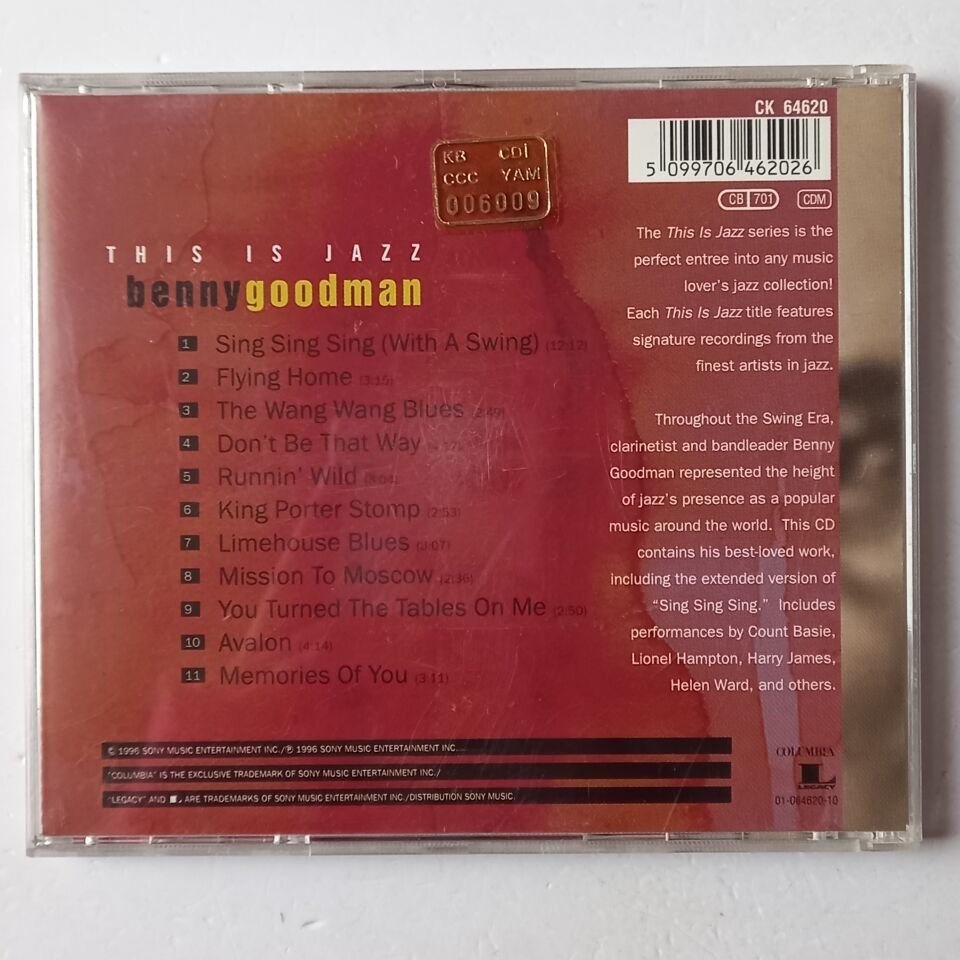 CK 64620
5 099706 462026
CB 701 CDM
KB CDİ
CCC YAM
006009
THIS IS JAZZ
bennygoodman
1 Sing Sing Sing (With A Swing) (12:12)
2 Flying Home (3:15)
3 The Wang Wang Blues (2:49)
4 Don't Be That Way
5 Runnin' Wild (3:04)
6 King Porter Stomp (2:53)
7 Limehouse Blues (3:07)
8 Mission To Moscow (2:36)
9 You Turned The Tables On Me (2:50)
10 Avalon (4:14)
11 Memories Of You (3:11)
The This Is Jazz series is the
perfect entree into any music
lover's jazz collection!
Each This Is Jazz title features
signature recordings from the
finest artists in jazz.
Throughout the Swing Era,
clarinetist and bandleader Benny
Goodman represented the height
of jazz's presence as a popular
music around the world. This CD
contains his best-loved work,
including the extended version of
"Sing Sing Sing." Includes
performances by Count Basie,
Lionel Hampton, Harry James,
Helen Ward, and others.
© 1996 SONY MUSIC ENTERTAINMENT INC./℗ 1996 SONY MUSIC ENTERTAINMENT INC.
"COLUMBIA" IS THE EXCLUSIVE TRADEMARK OF SONY MUSIC ENTERTAINMENT INC./
"LEGACY" AND L, ARE TRADEMARKS OF SONY MUSIC ENTERTAINMENT INC./DISTRIBUTION SONY MUSIC.
COLUMBIA
L
LEGACY
01-064620-10